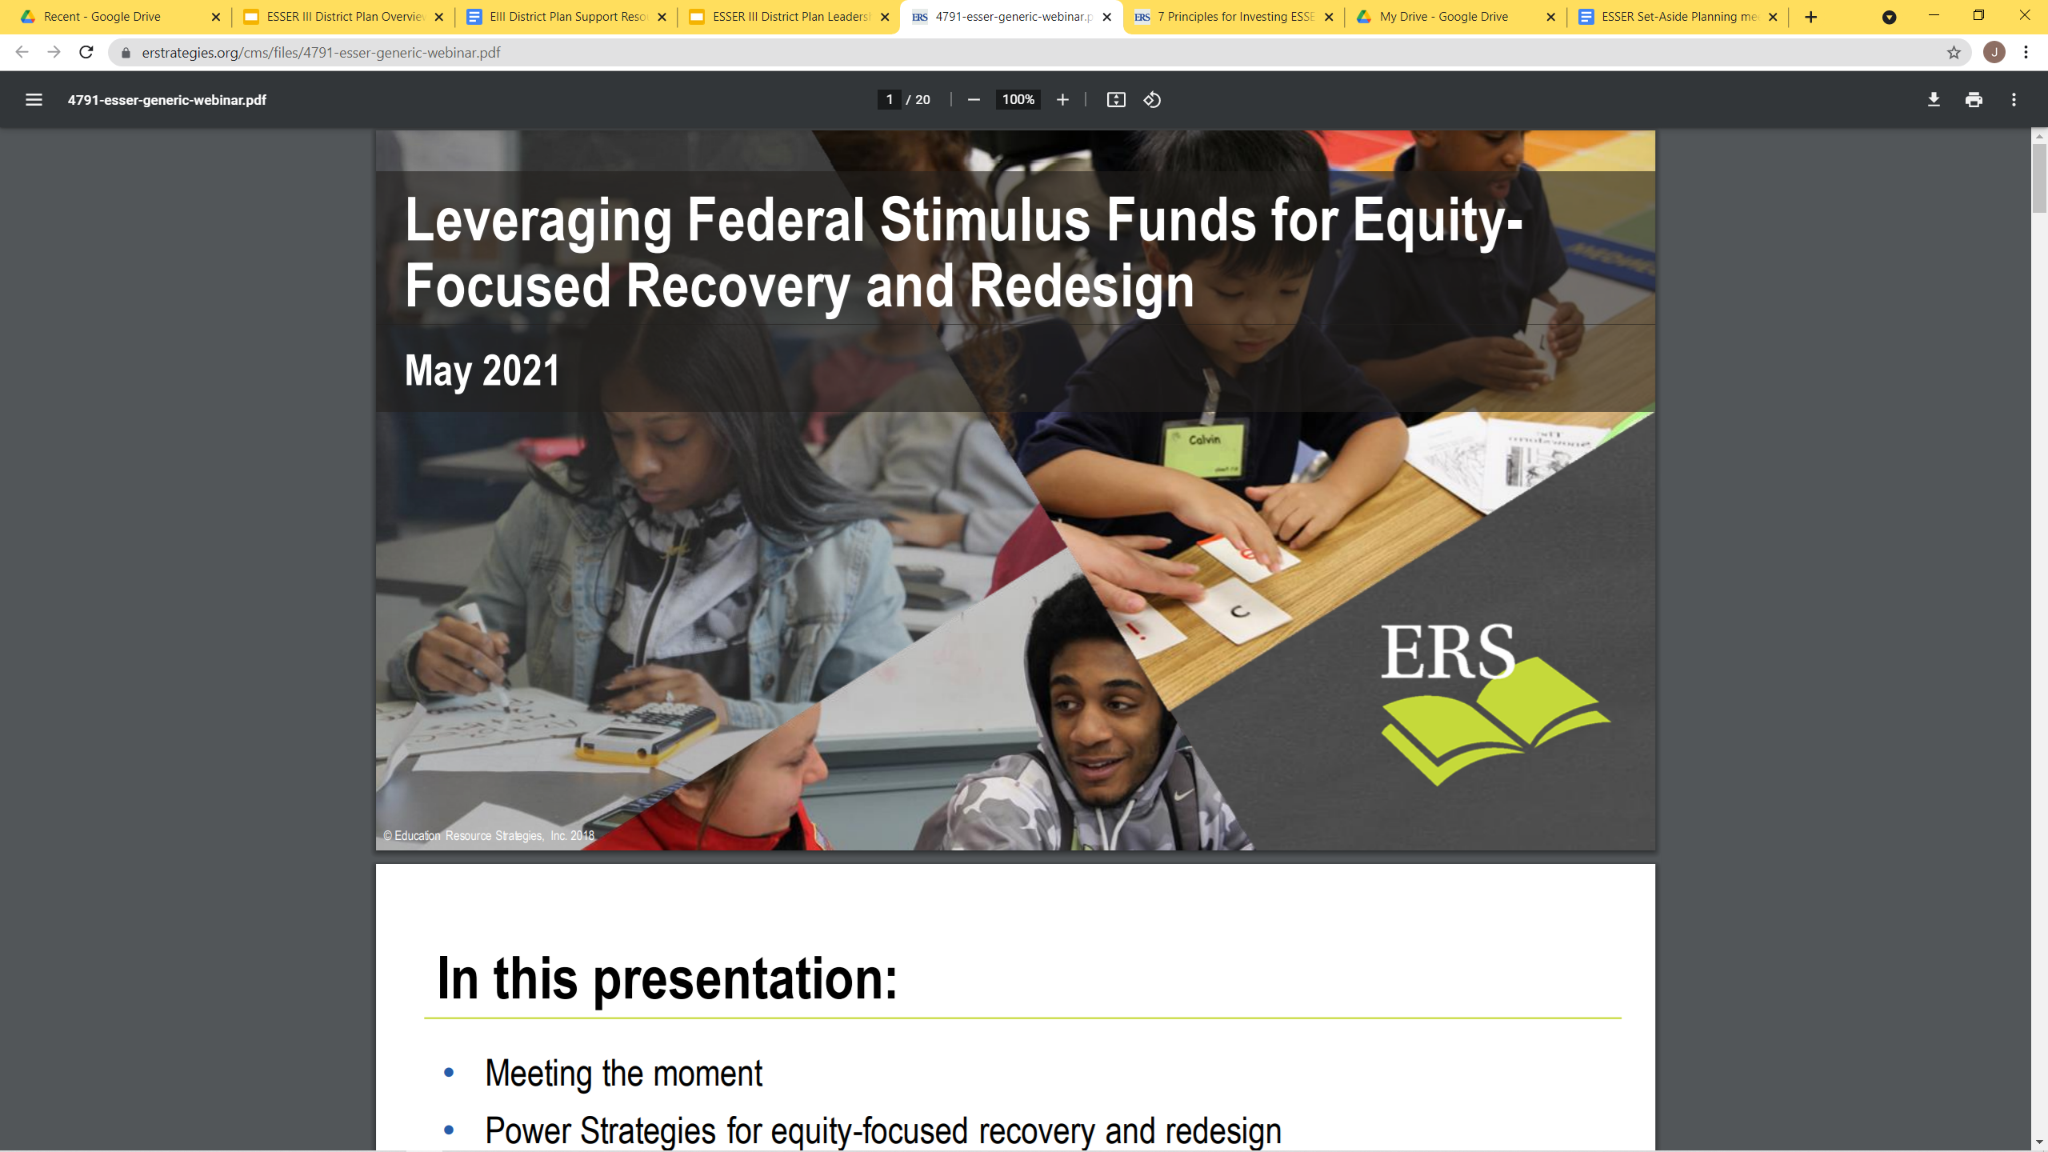 Recent - Google Drive
ESSER III District Plan Overvie
EIII District Plan Support Reso
ESSER III District Plan Leaders
ERS 4791-esser-generic-webinar.p
ERS 7 Principles for Investing ESSE
My Drive - Google Drive
ESSER Set-Aside Planning me
erstrategies.org/cms/files/4791-esser-generic-webinar.pdf
J
4791-esser-generic-webinar.pdf
1 / 20
100%
Leveraging Federal Stimulus Funds for Equity-
Focused Recovery and Redesign
May 2021
Calvin
C
ERS
© Education Resource Strategies, Inc. 2018
In this presentation:
• Meeting the moment
• Power Strategies for equity-focused recovery and redesign